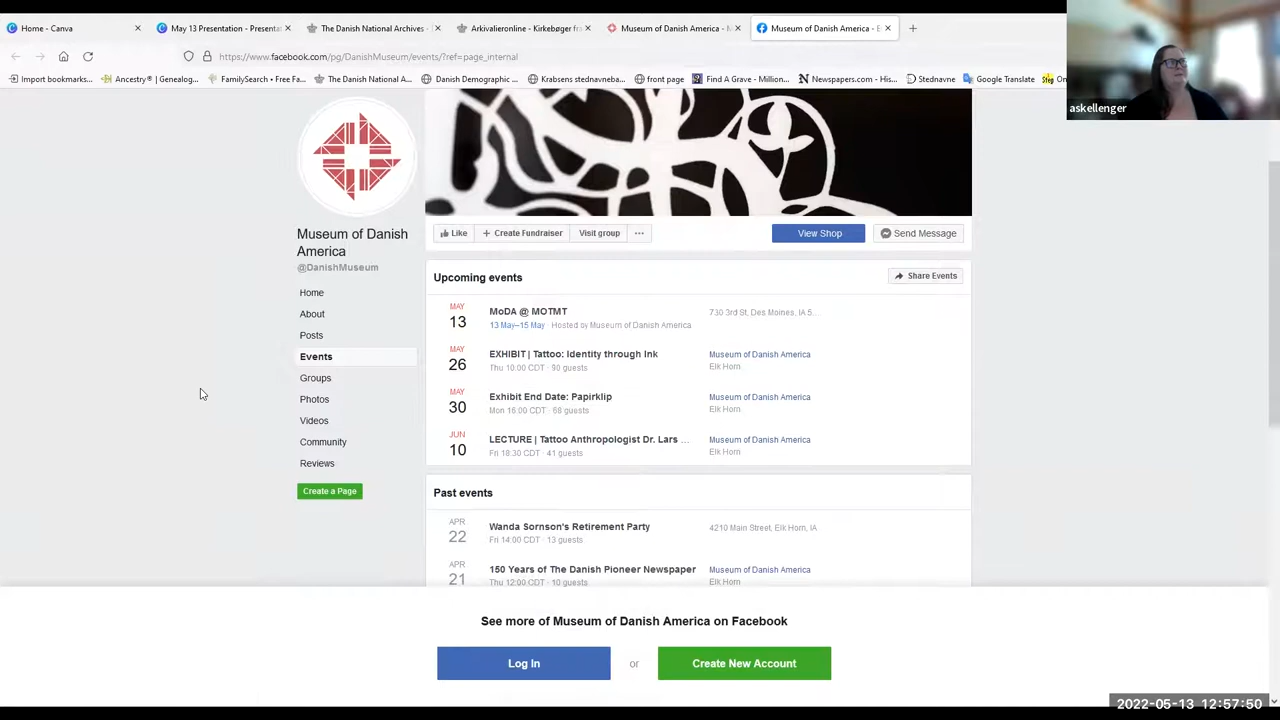 Home - Canva
May 13 Presentation - Presentat
The Danish National Archives -
Arkivalieronline - Kirkebøger fr
Museum of Danish America - M
Museum of Danish America - E
https://www.facebook.com/pg/DanishMuseum/events/?ref=page_internal
Import bookmarks...
Ancestry® | Genealog...
FamilySearch • Free Fa...
The Danish National A...
Danish Demographic ...
Krabsens stednavneba...
front page
Find A Grave - Million...
Newspapers.com - His...
Stednavne
Google Translate
askellenger
Like
Create Fundraiser
Visit group
...
View Shop
Send Message
Museum of Danish
America
@DanishMuseum
Home
About
Posts
Events
Groups
Photos
Videos
Community
Reviews
Create a Page
Upcoming events
Share Events
MAY
13
MoDA @ MOTMT
13 May–15 May · Hosted by Museum of Danish America
730 3rd St, Des Moines, IA 5...
MAY
26
EXHIBIT | Tattoo: Identity through Ink
Thu 10:00 CDT · 90 guests
Museum of Danish America
Elk Horn
MAY
30
Exhibit End Date: Papirklip
Mon 16:00 CDT · 68 guests
Museum of Danish America
Elk Horn
JUN
10
LECTURE | Tattoo Anthropologist Dr. Lars ...
Fri 18:30 CDT · 41 guests
Museum of Danish America
Elk Horn
Past events
APR
22
Wanda Sornson's Retirement Party
Fri 14:00 CDT · 13 guests
4210 Main Street, Elk Horn, IA
APR
21
150 Years of The Danish Pioneer Newspaper
Thu 12:00 CDT · 10 guests
Museum of Danish America
Elk Horn
See more of Museum of Danish America on Facebook
Log In
or
Create New Account
2022-05-13 12:57:50